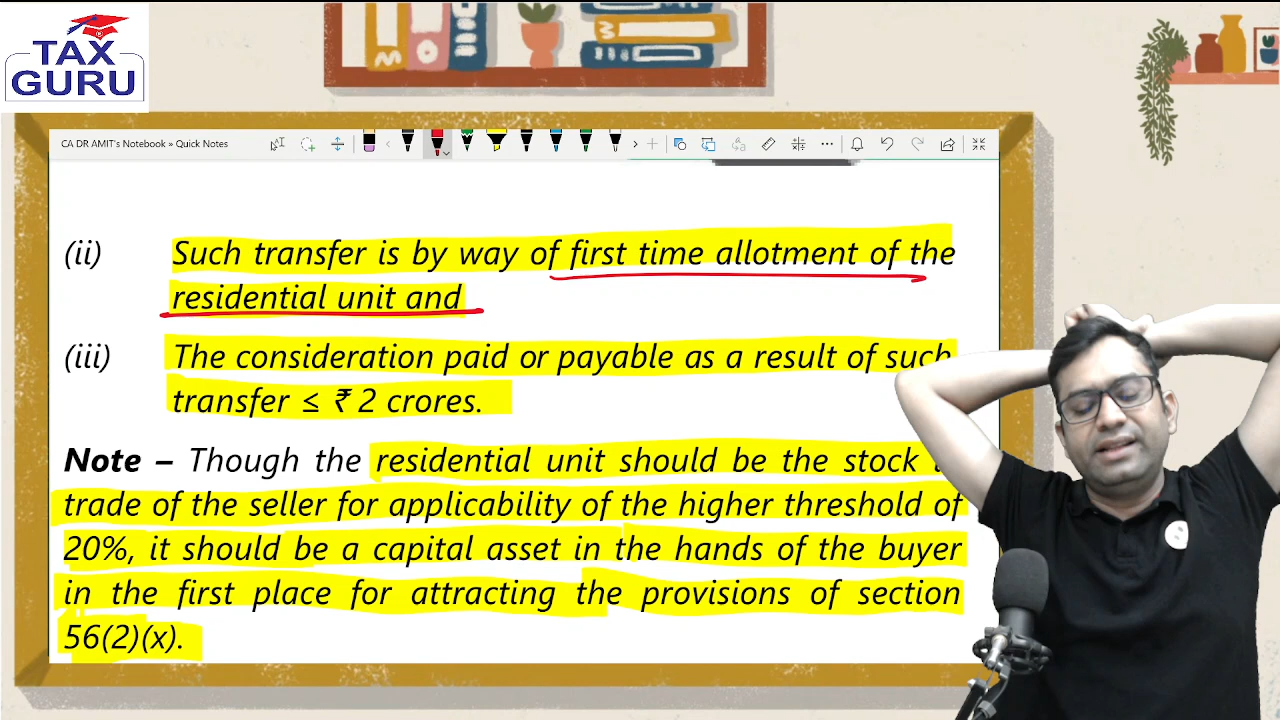 TAX
GURU
CA DR AMIT's Notebook » Quick Notes
(ii) Such transfer is by way of first time allotment of the
residential unit and
(iii) The consideration paid or payable as a result of such
transfer ≤ ₹ 2 crores.
Note – Though the residential unit should be the stock
trade of the seller for applicability of the higher threshold of
20%, it should be a capital asset in the hands of the buyer
in the first place for attracting the provisions of section
56(2)(x).